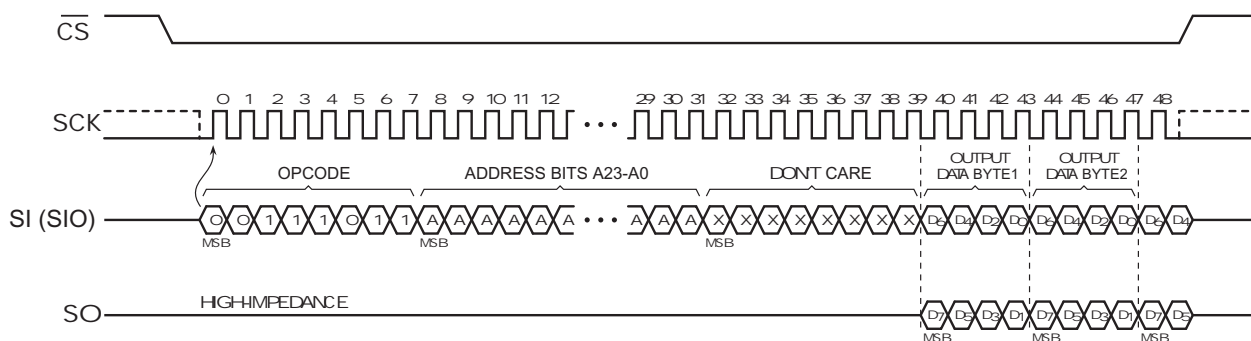 CS
0 1 2 3 4 5 6 7 8 9 10 11 12 29 30 31 32 33 34 35 36 37 38 39 40 41 42 43 44 45 46 47 48
SCK • • •
OPCODE
ADDRESS BITS A23-A0
DON'T CARE
OUTPUT
DATA BYTE 1
OUTPUT
DATA BYTE 2
SI (SIO) 0 0 1 1 1 0 1 1 A A A A A A • • • A A A X X X X X X X X D6 D4 D2 D0 D6 D4 D2 D0 D6 D4
MSB MSB MSB
HIGH-IMPEDANCE
SO D7 D5 D3 D1 D7 D5 D3 D1 D7 D5
MSB MSB MSB